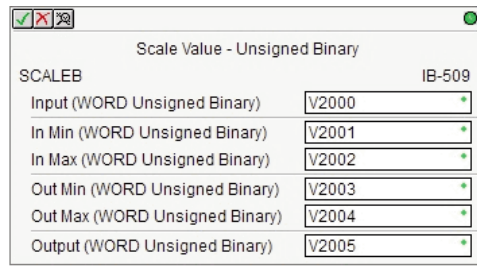 Scale Value - Unsigned Binary
SCALEB IB-509
Input (WORD Unsigned Binary) V2000
In Min (WORD Unsigned Binary) V2001
In Max (WORD Unsigned Binary) V2002
Out Min (WORD Unsigned Binary) V2003
Out Max (WORD Unsigned Binary) V2004
Output (WORD Unsigned Binary) V2005